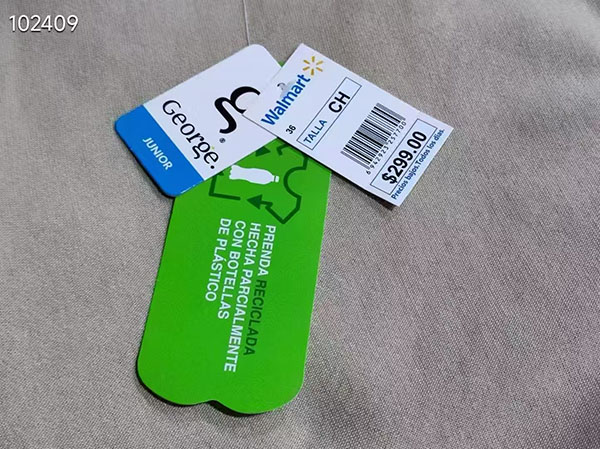 102409
George.®
JUNIOR
Walmart
36
TALLA
CH
6942925257700
$299.00
Precios bajos.Todos los días.
PRENDA RECICLADA
HECHA PARCIALMENTE
CON BOTELLAS
DE PLÁSTICO